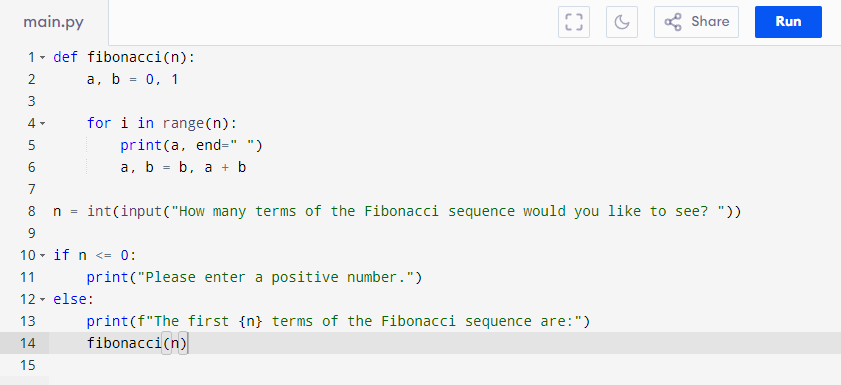 main.py
Share
Run
1 def fibonacci(n):
2     a, b = 0, 1
3
4     for i in range(n):
5         print(a, end=" ")
6         a, b = b, a + b
7
8 n = int(input("How many terms of the Fibonacci sequence would you like to see? "))
9
10 if n <= 0:
11     print("Please enter a positive number.")
12 else:
13     print(f"The first {n} terms of the Fibonacci sequence are:")
14     fibonacci(n)
15